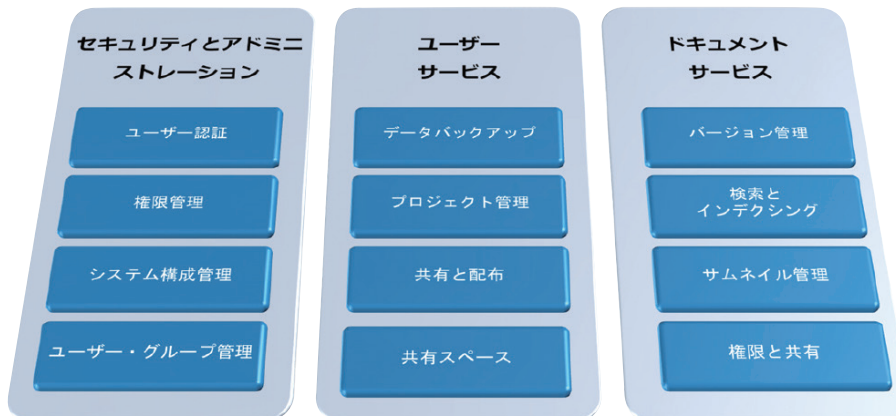 セキュリティとアドミニ
ストレーション
ユーザー認証
権限管理
システム構成管理
ユーザー・グループ管理
ユーザー
サービス
データバックアップ
プロジェクト管理
共有と配布
共有スペース
ドキュメント
サービス
バージョン管理
検索と
インデクシング
サムネイル管理
権限と共有